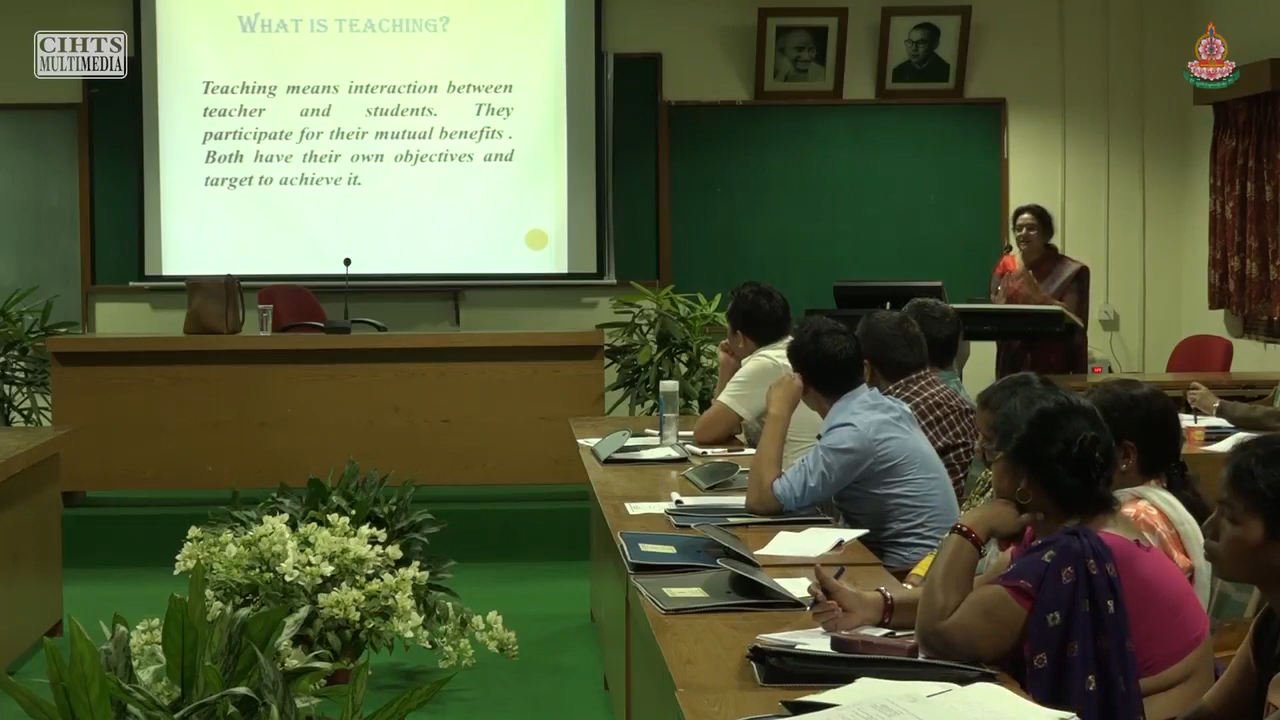 CIHTS
MULTIMEDIA
WHAT IS TEACHING?
Teaching means interaction between
teacher and students. They
participate for their mutual benefits .
Both have their own objectives and
target to achieve it.